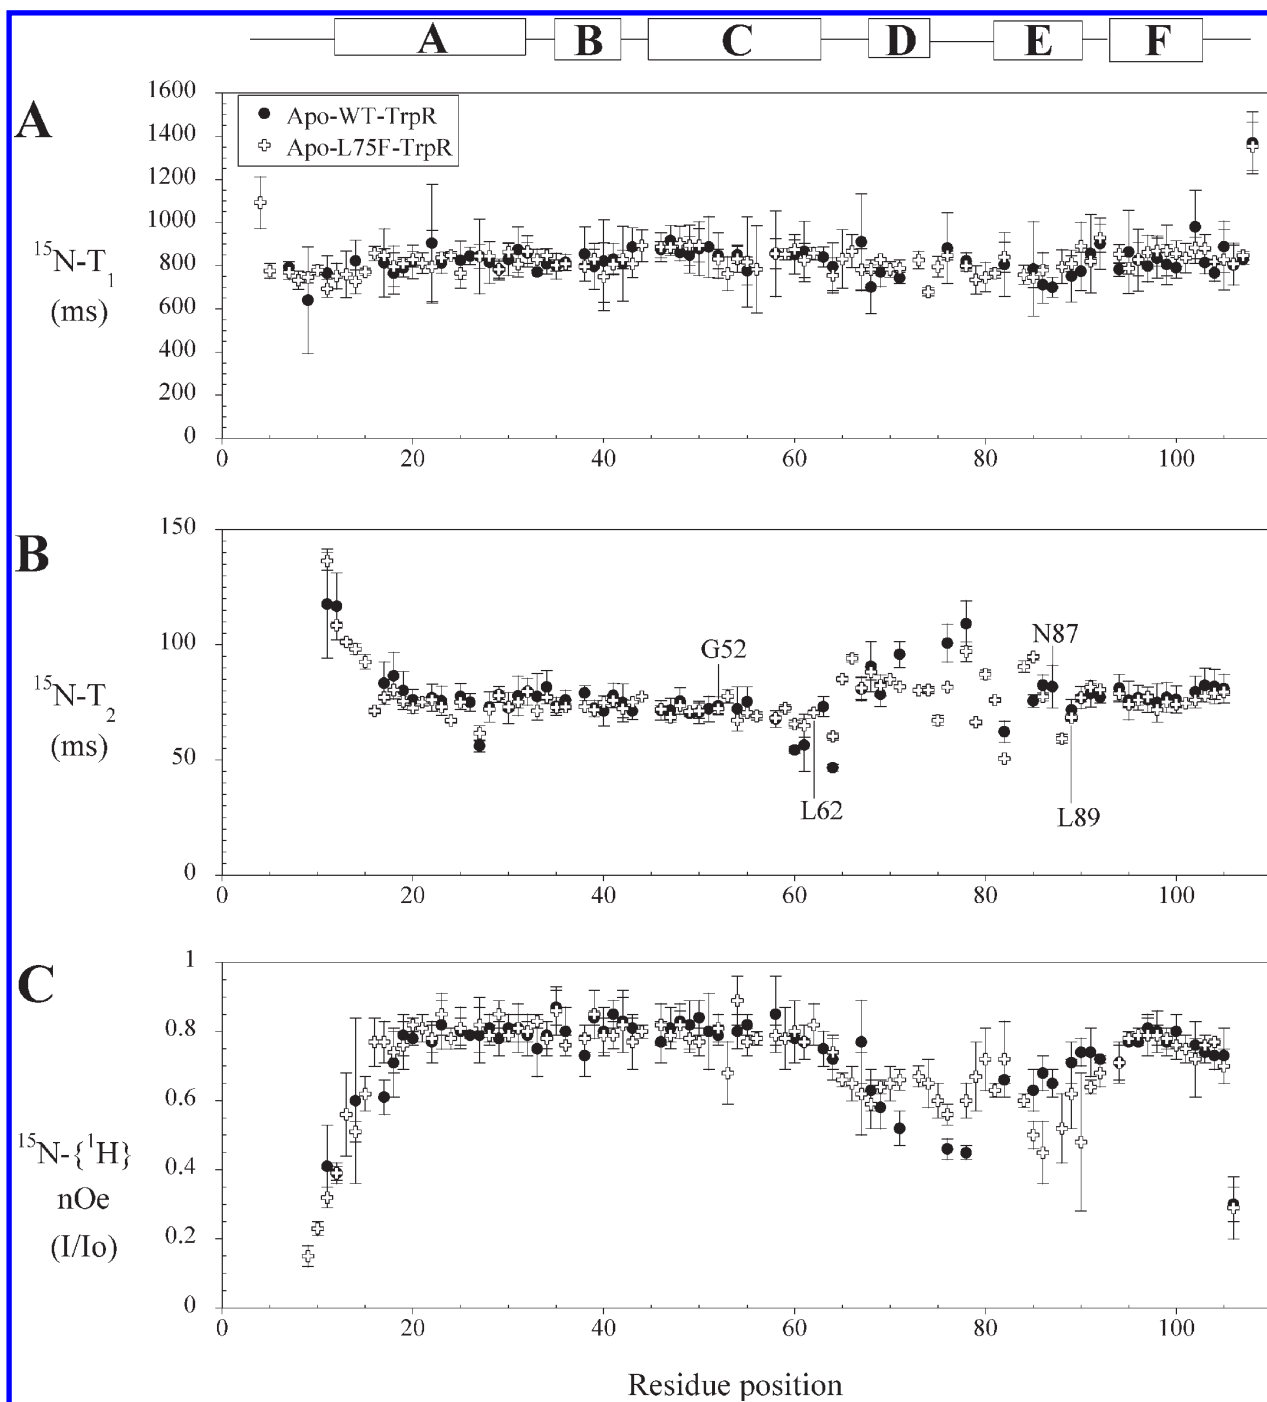 A B C D E F
A
1600
1400
1200
1000
800
600
400
200
0
Apo-WT-TrpR
Apo-L75F-TrpR
¹⁵N-T₁
(ms)
0 20 40 60 80 100
B
150
100
50
0
¹⁵N-T₂
(ms)
G52
N87
L62
L89
0 20 40 60 80 100
C
1
0.8
0.6
0.4
0.2
0
¹⁵N-{¹H}
nOe
(I/Io)
0 20 40 60 80 100
Residue position